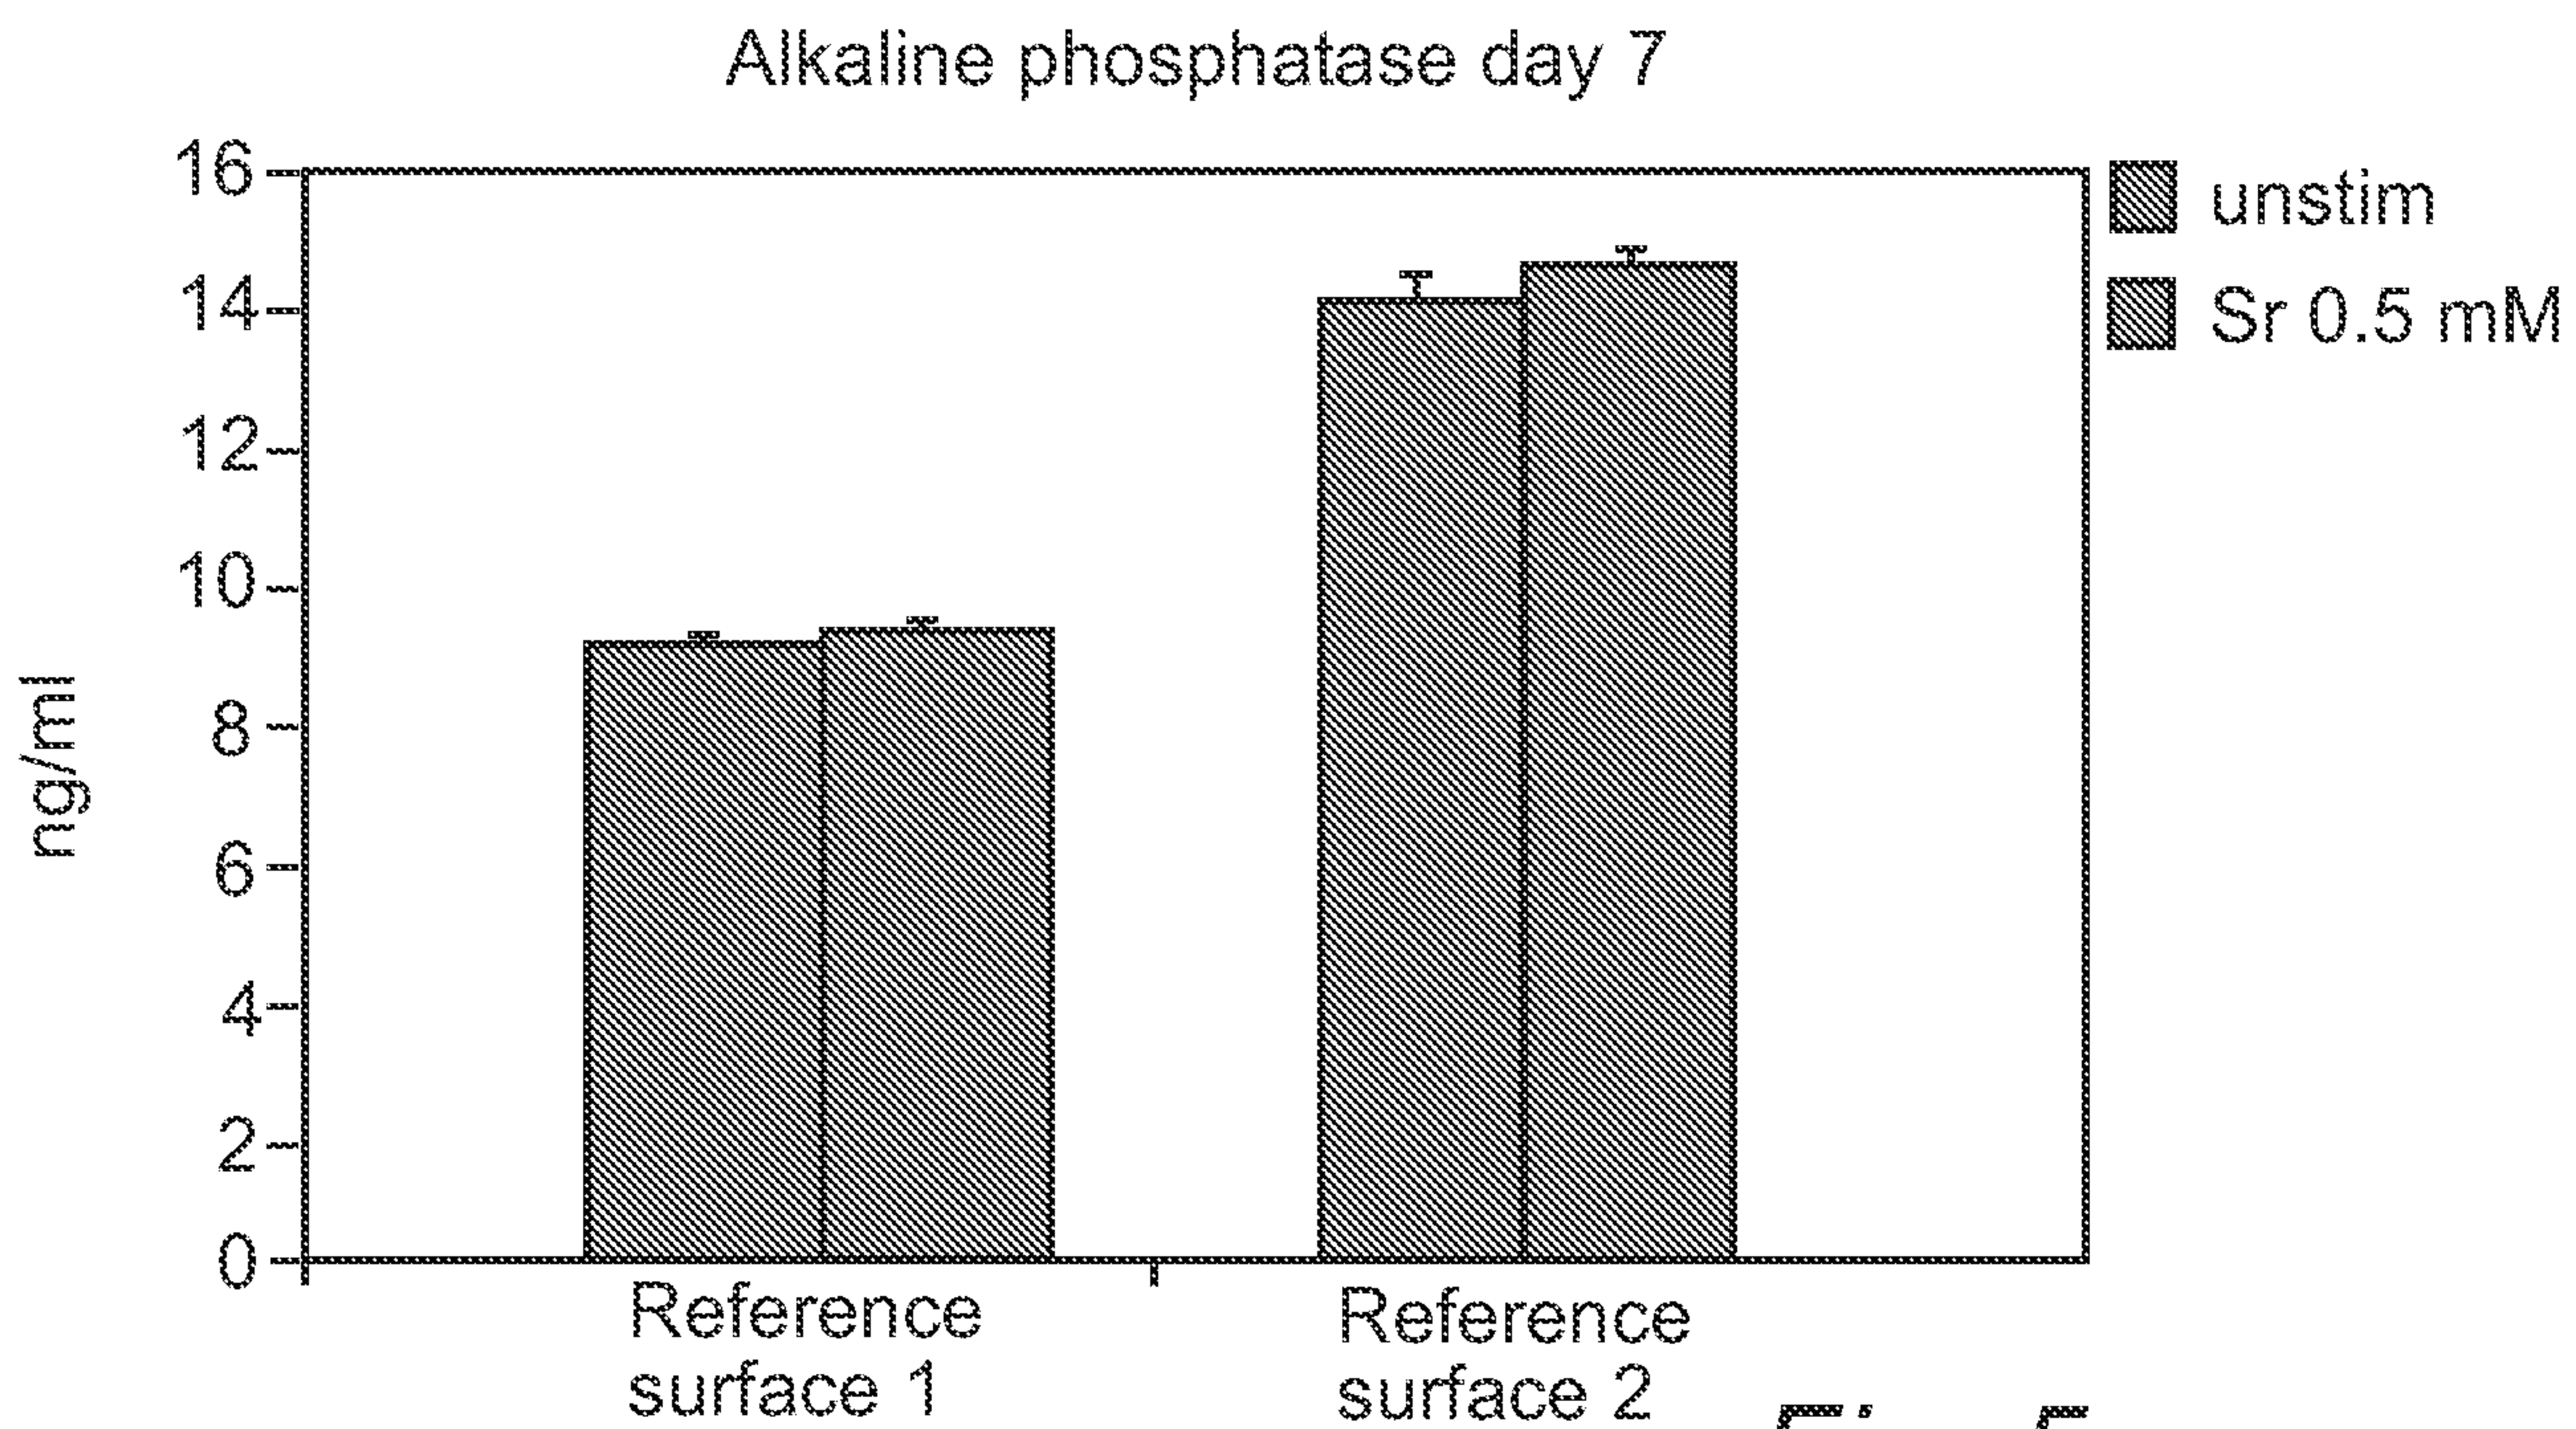 Alkaline phosphatase day 7
16
14
12
10
8
6
4
2
0
ng/ml
unstim
Sr 0.5 mM
Reference
surface 1
Reference
surface 2